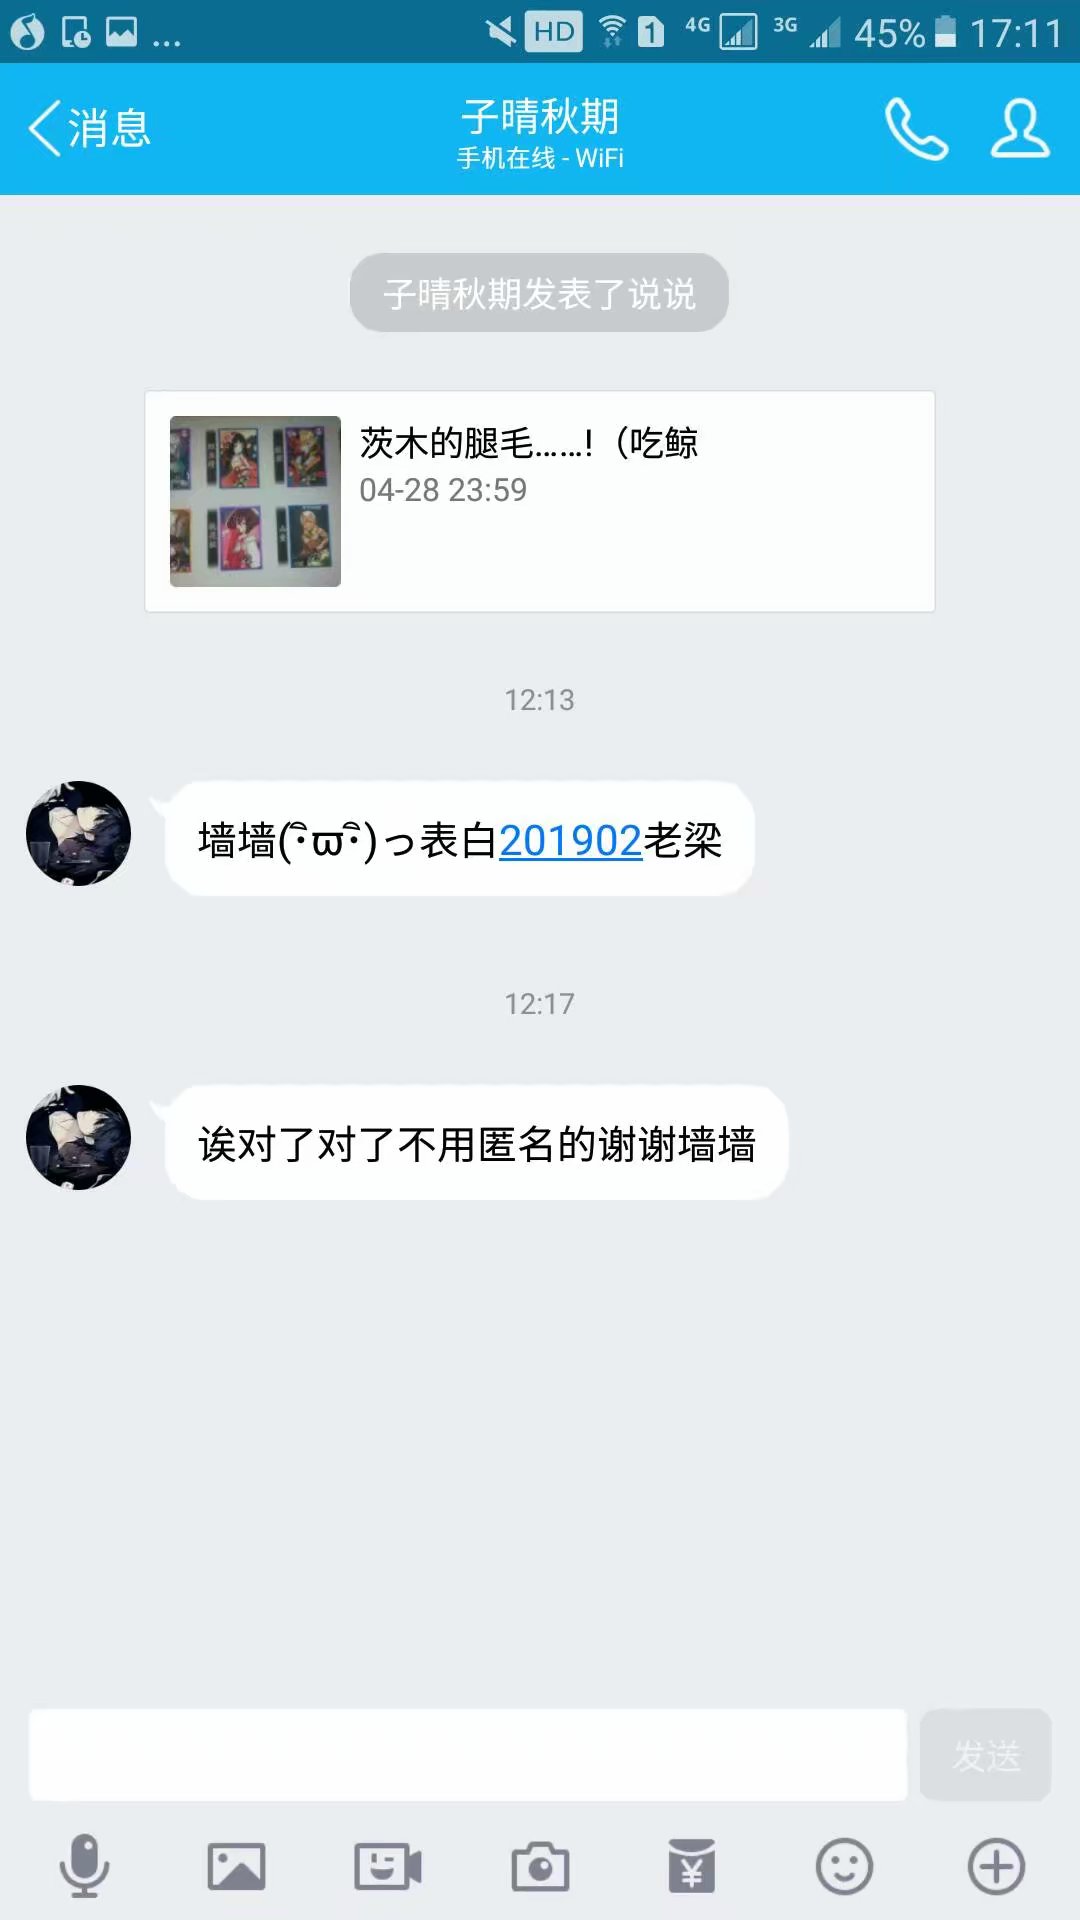 ... HD 1 4G 3G 45% 17:11
消息
子晴秋期
手机在线 - WiFi
子晴秋期发表了说说
茨木的腿毛……!（吃鲸
04-28 23:59
12:13
墙墙(･᷄ϖ･᷅)っ表白201902老梁
12:17
诶对了对了不用匿名的谢谢墙墙
发送